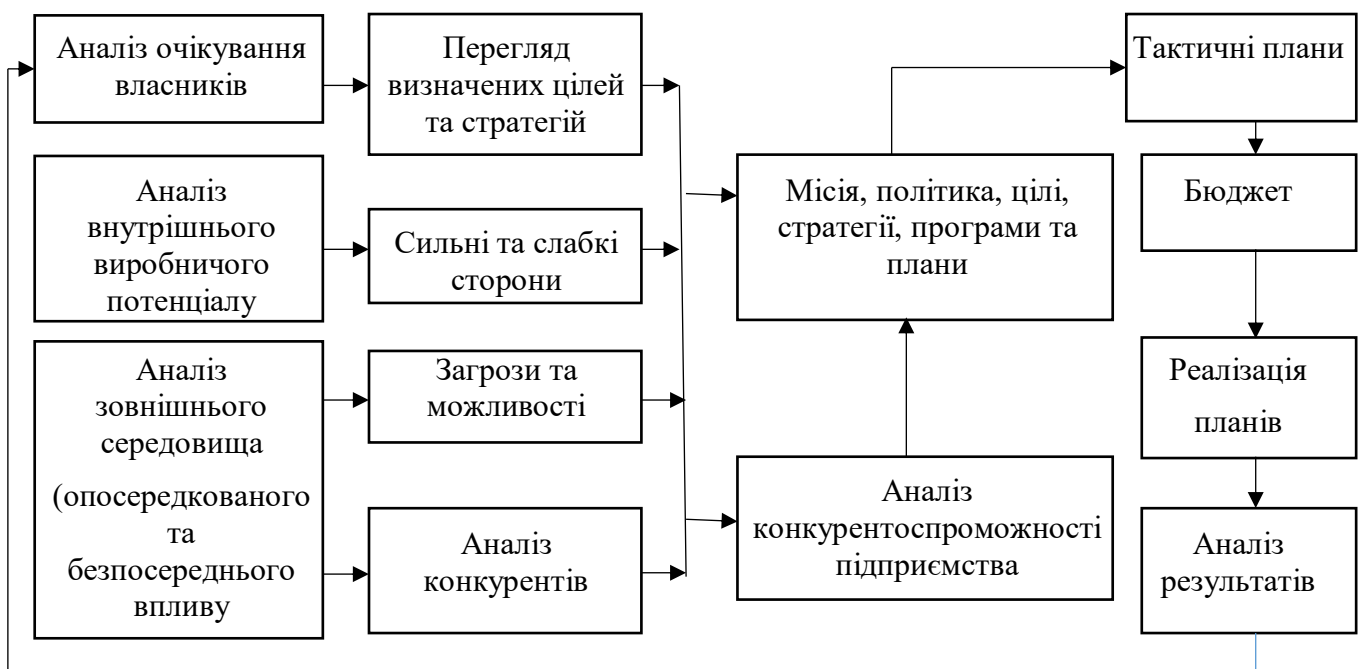 Аналіз очікування
власників
Перегляд
визначених цілей
та стратегій
Тактичні плани
Аналіз
внутрішнього
виробничого
потенціалу
Сильні та слабкі
сторони
Місія, політика, цілі,
стратегії, програми та
плани
Бюджет
Аналіз
зовнішнього
середовища
(опосередкованого
та
безпосереднього
впливу
Загрози та
можливості
Аналіз
конкурентів
Аналіз
конкурентоспроможності
підприємства
Реалізація
планів
Аналіз
результатів